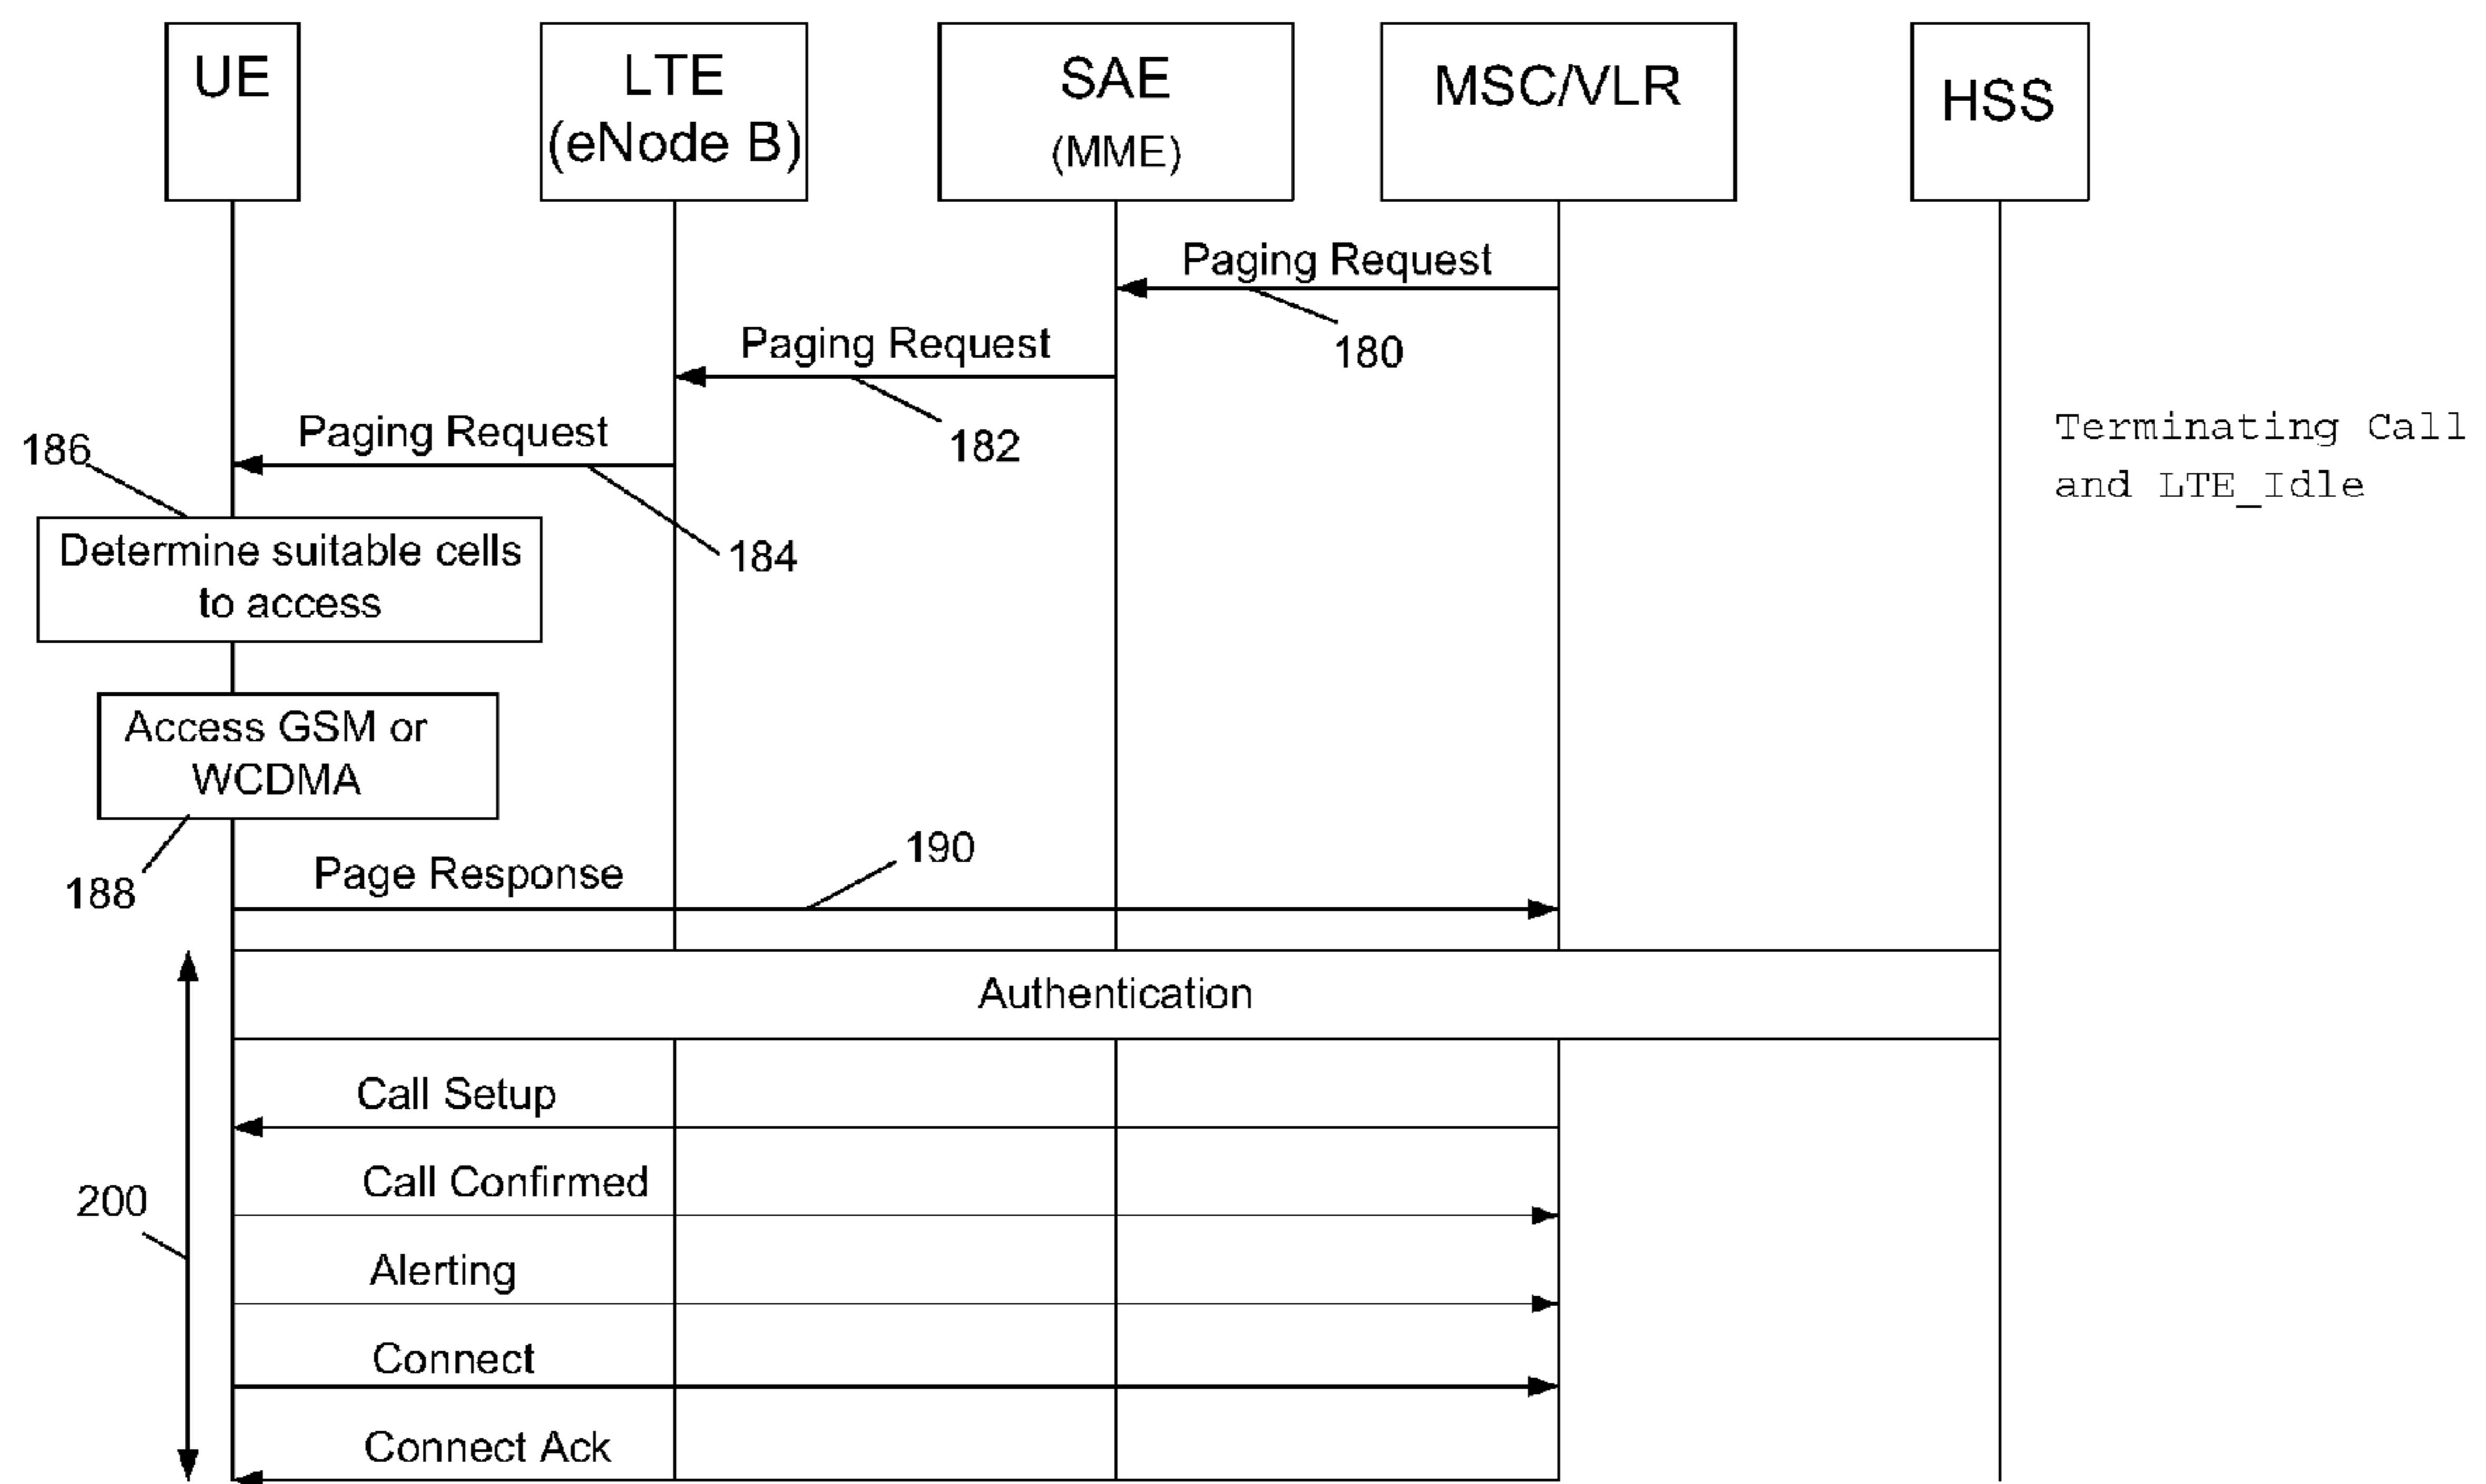 UE
LTE
(eNode B)
SAE
(MME)
MSC/VLR
HSS
Paging Request
180
Paging Request
182
Paging Request
184
Terminating Call
and LTE_Idle
186
Determine suitable cells
to access
Access GSM or
WCDMA
188
Page Response
190
Authentication
Call Setup
Call Confirmed
200
Alerting
Connect
Connect Ack